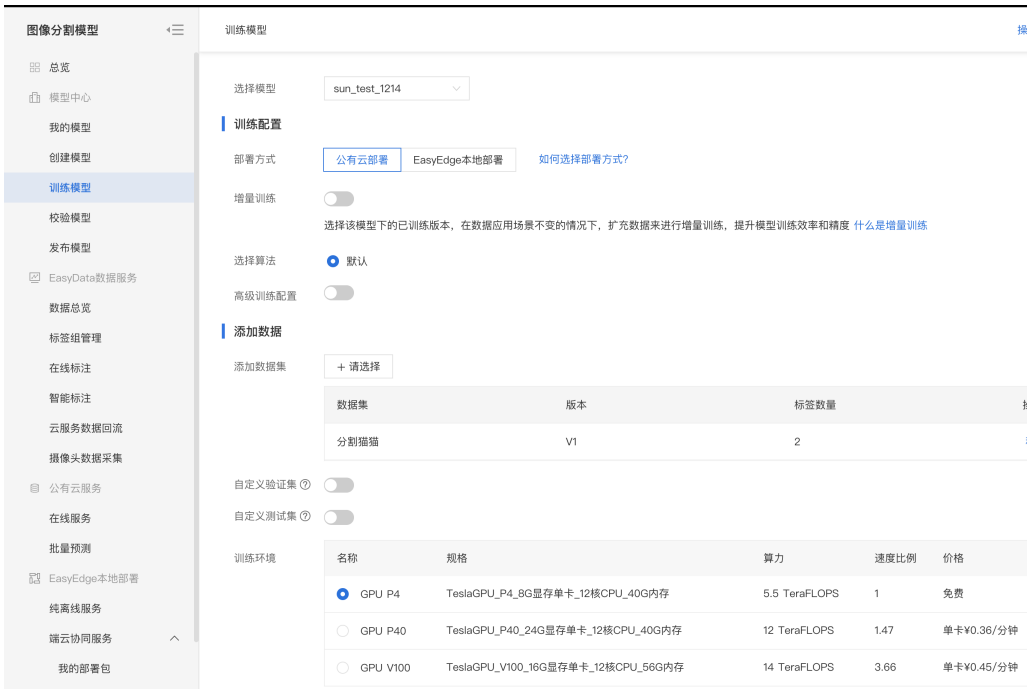 图像分割模型
总览
模型中心
我的模型
创建模型
训练模型
校验模型
发布模型
EasyData数据服务
数据总览
标签组管理
在线标注
智能标注
云服务数据回流
摄像头数据采集
公有云服务
在线服务
批量预测
EasyEdge本地部署
纯离线服务
端云协同服务
我的部署包
训练模型
操
选择模型 sun_test_1214
训练配置
部署方式 公有云部署 EasyEdge本地部署 如何选择部署方式?
增量训练
选择该模型下的已训练版本，在数据应用场景不变的情况下，扩充数据来进行增量训练，提升模型训练效率和精度 什么是增量训练
选择算法 默认
高级训练配置
添加数据
添加数据集 + 请选择
数据集 版本 标签数量
分割猫猫 V1 2
自定义验证集 ?
自定义测试集 ?
训练环境 名称 规格 算力 速度比例 价格
GPU P4 TeslaGPU_P4_8G显存单卡_12核CPU_40G内存 5.5 TeraFLOPS 1 免费
GPU P40 TeslaGPU_P40_24G显存单卡_12核CPU_40G内存 12 TeraFLOPS 1.47 单卡¥0.36/分钟
GPU V100 TeslaGPU_V100_16G显存单卡_12核CPU_56G内存 14 TeraFLOPS 3.66 单卡¥0.45/分钟